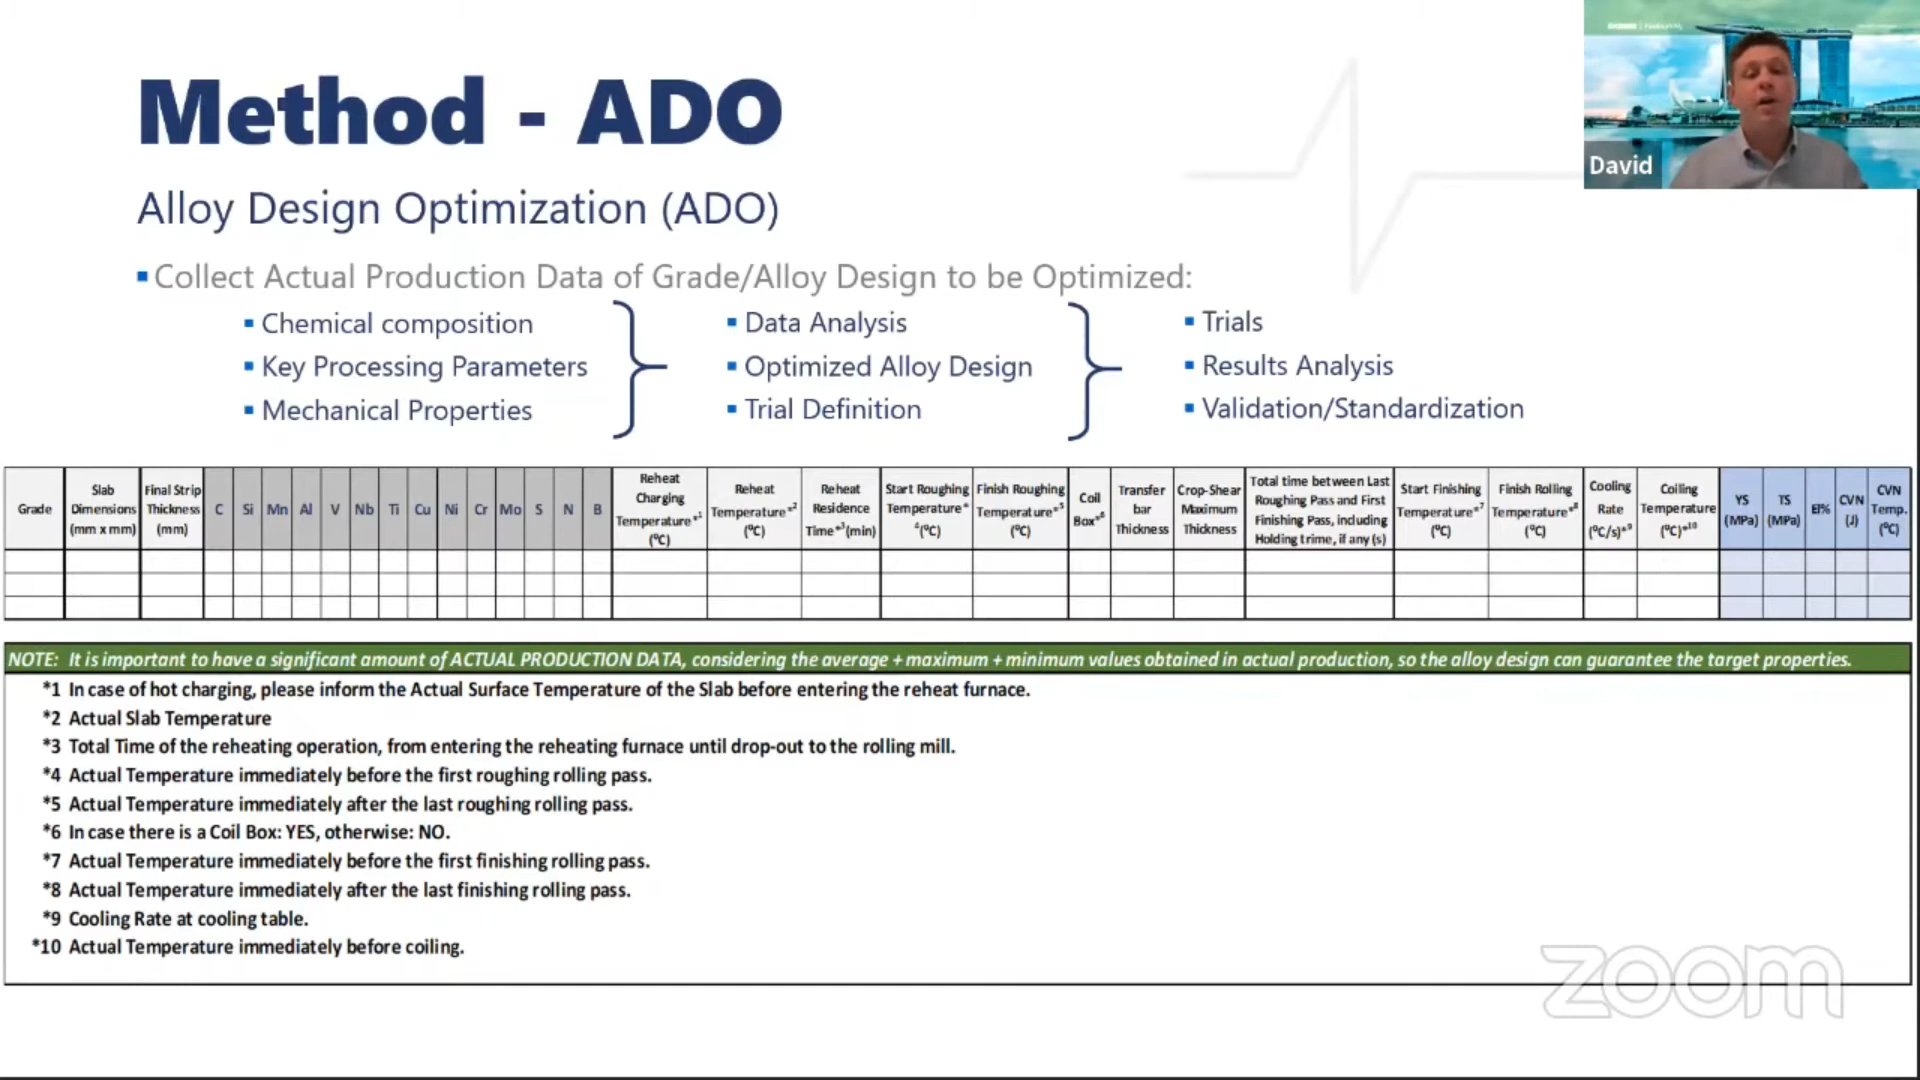 Method - ADO
David
Alloy Design Optimization (ADO)
▪ Collect Actual Production Data of Grade/Alloy Design to be Optimized:
▪ Chemical composition
▪ Key Processing Parameters
▪ Mechanical Properties
▪ Data Analysis
▪ Optimized Alloy Design
▪ Trial Definition
▪ Trials
▪ Results Analysis
▪ Validation/Standardization
Grade
Slab
Dimensions
(mm x mm)
Final Strip
Thickness
(mm)
C Si Mn Al V Nb Ti Cu Ni Cr Mo S N B
Reheat
Charging
Temperature*1
(ºC)
Reheat
Temperature*2
(ºC)
Reheat
Residence
Time*3(min)
Start Roughing
Temperature*
4(ºC)
Finish Roughing
Temperature*5
(ºC)
Coil
Box*6
Transfer
bar
Thickness
Crop-Shear
Maximum
Thickness
Total time between Last
Roughing Pass and First
Finishing Pass, including
Holding trime, if any (s)
Start Finishing
Temperature*7
(ºC)
Finish Rolling
Temperature*8
(ºC)
Cooling
Rate
(ºC/s)*9
Coiling
Temperature
(ºC)*10
YS
(MPa)
TS
(MPa)
El%
CVN
(J)
CVN
Temp.
(ºC)
NOTE: It is important to have a significant amount of ACTUAL PRODUCTION DATA, considering the average + maximum + minimum values obtained in actual production, so the alloy design can guarantee the target properties.
*1 In case of hot charging, please inform the Actual Surface Temperature of the Slab before entering the reheat furnace.
*2 Actual Slab Temperature
*3 Total Time of the reheating operation, from entering the reheating furnace until drop-out to the rolling mill.
*4 Actual Temperature immediately before the first roughing rolling pass.
*5 Actual Temperature immediately after the last roughing rolling pass.
*6 In case there is a Coil Box: YES, otherwise: NO.
*7 Actual Temperature immediately before the first finishing rolling pass.
*8 Actual Temperature immediately after the last finishing rolling pass.
*9 Cooling Rate at cooling table.
*10 Actual Temperature immediately before coiling.
zoom